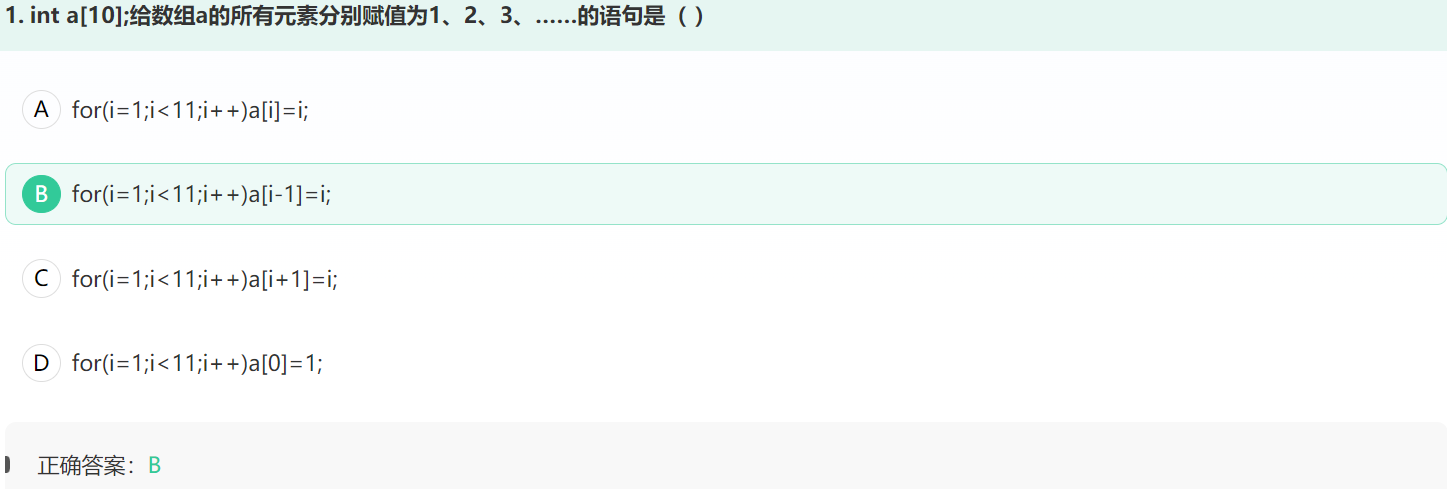 1. int a[10];给数组a的所有元素分别赋值为1、2、3、……的语句是（ ）
A for(i=1;i<11;i++)a[i]=i;
B for(i=1;i<11;i++)a[i-1]=i;
C for(i=1;i<11;i++)a[i+1]=i;
D for(i=1;i<11;i++)a[0]=1;
正确答案：B